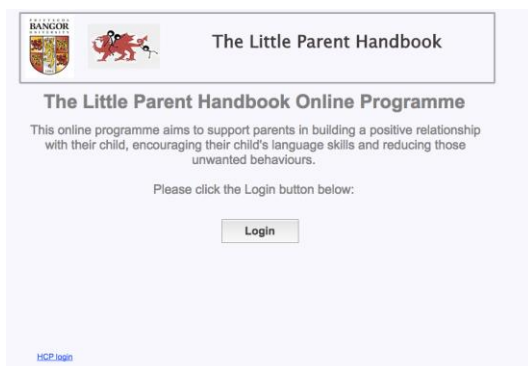 BANGOR
The Little Parent Handbook
The Little Parent Handbook Online Programme
This online programme aims to support parents in building a positive relationship
with their child, encouraging their child's language skills and reducing those
unwanted behaviours.
Please click the Login button below:
Login
HCP login